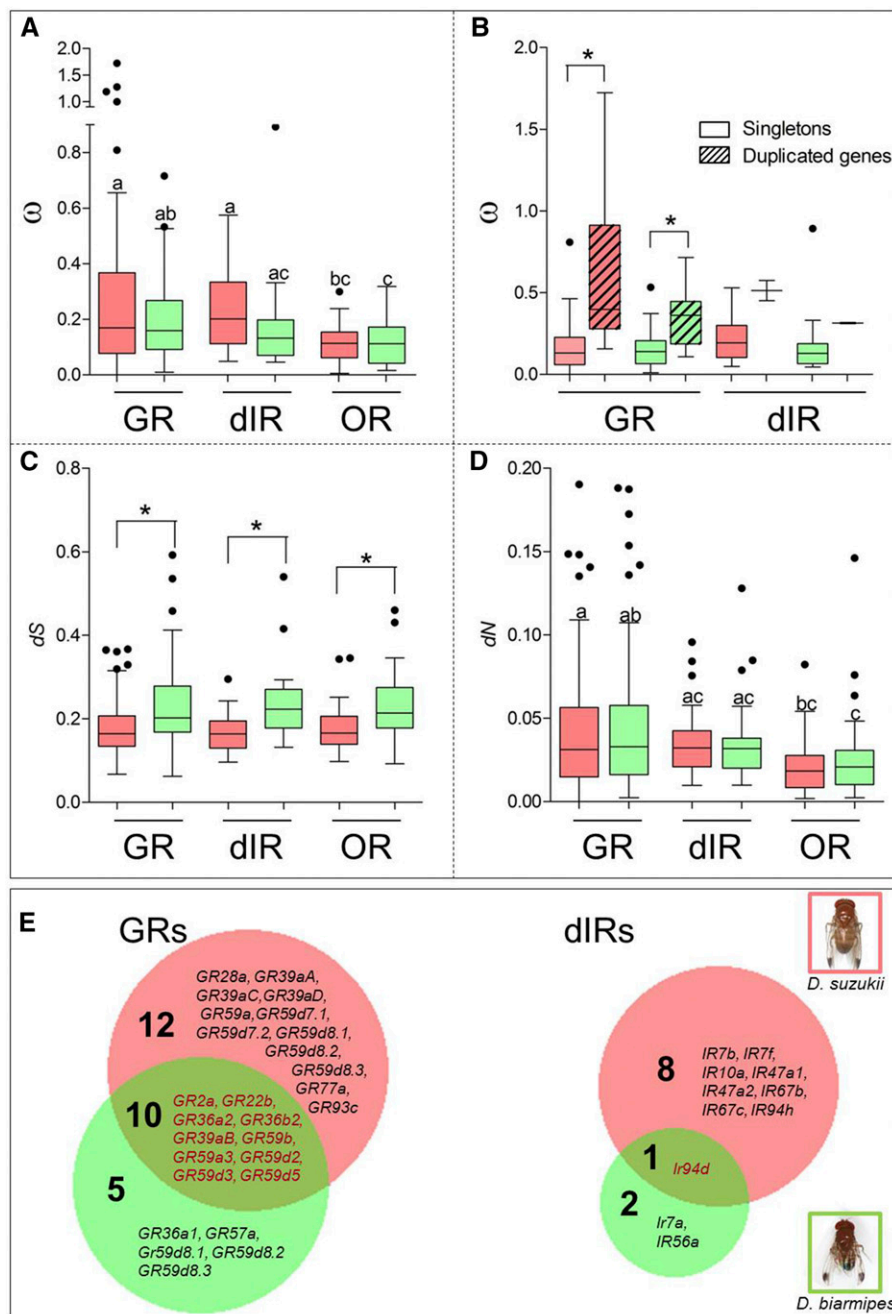 A
2.0
1.5
1.0
0.8
0.6
0.4
0.2
0.0
ω
a
ab
a
ac
bc
c
GR
dIR
OR
B
2.0
1.5
1.0
0.5
0.0
ω
*
*
Singletons
Duplicated genes
GR
dIR
C
0.8
0.6
0.4
0.2
0.0
dS
*
*
*
GR
dIR
OR
D
0.20
0.15
0.10
0.05
0.00
dN
a
ab
ac
ac
bc
c
GR
dIR
OR
E
GRs
12
GR28a, GR39aA,
GR39aC,GR39aD,
GR59a,GR59d7.1,
GR59d7.2,GR59d8.1,
GR59d8.2,
GR59d8.3,
GR77a,
GR93c
10
GR2a, GR22b,
GR36a2, GR36b2,
GR39aB, GR59b,
GR59a3, GR59d2,
GR59d3, GR59d5
5
GR36a1, GR57a,
Gr59d8.1, GR59d8.2
GR59d8.3
dIRs
8
IR7b, IR7f,
IR10a, IR47a1,
IR47a2, IR67b,
IR67c, IR94h
1
Ir94d
2
Ir7a,
IR56a
D. suzukii
D. biarmipes